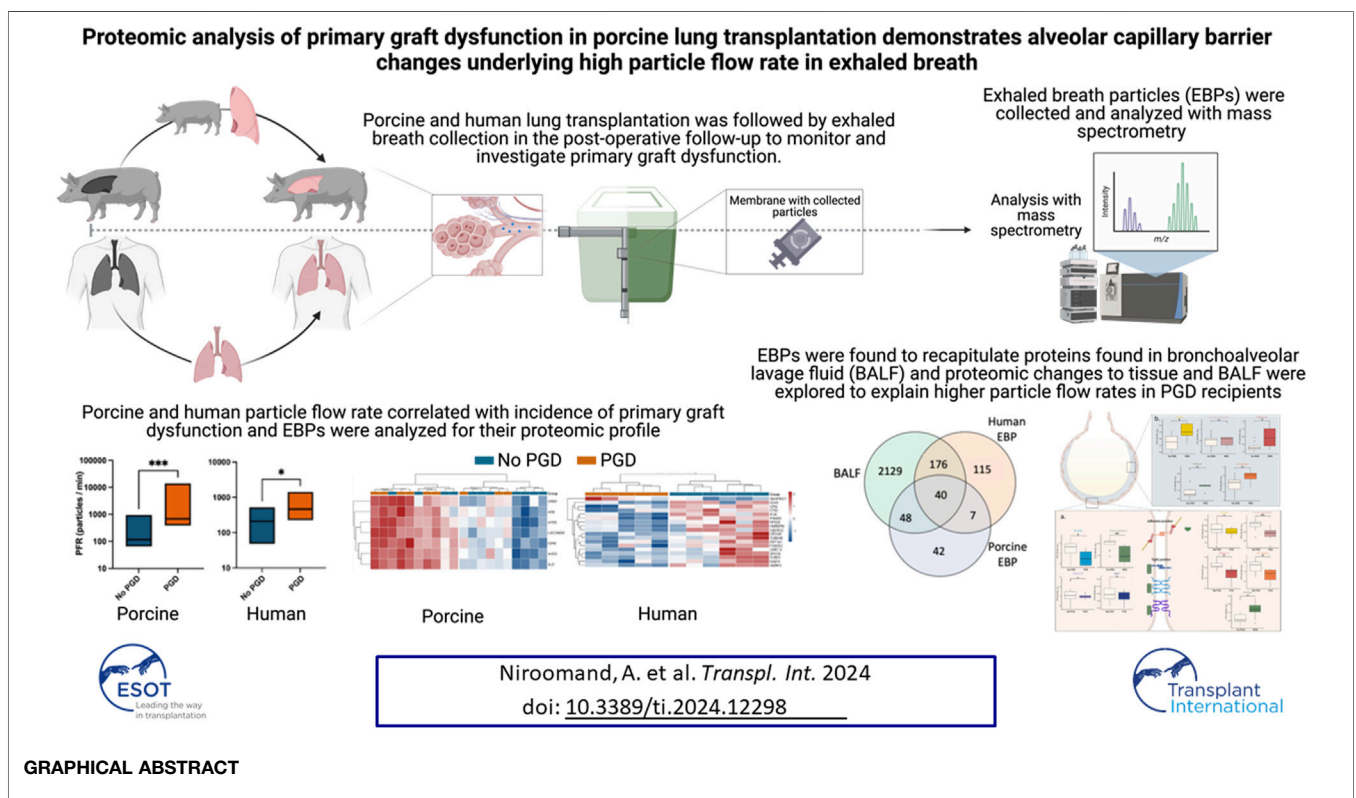 Proteomic analysis of primary graft dysfunction in porcine lung transplantation demonstrates alveolar capillary barrier
changes underlying high particle flow rate in exhaled breath
Porcine and human lung transplantation was followed by exhaled
breath collection in the post-operative follow-up to monitor and
investigate primary graft dysfunction.
Membrane with collected
particles
Exhaled breath particles (EBPs) were
collected and analyzed with mass
spectrometry
Analysis with
mass
spectrometry
Intensity
m/z
Porcine and human particle flow rate correlated with incidence of primary graft
dysfunction and EBPs were analyzed for their proteomic profile
PFR (particles / min)
100000
10000
1000
100
10
***
No PGD
PGD
Porcine
10000
1000
100
10
*
No PGD
PGD
Human
No PGD
PGD
Porcine
Human
EBPs were found to recapitulate proteins found in bronchoalveolar
lavage fluid (BALF) and proteomic changes to tissue and BALF were
explored to explain higher particle flow rates in PGD recipients
BALF
Human
EBP
Porcine
EBP
2129
176
115
40
48
7
42
b.
a.
ESOT
Leading the way
in transplantation
Niroomand, A. et al. Transpl. Int. 2024
doi: 10.3389/ti.2024.12298
Transplant
International
GRAPHICAL ABSTRACT